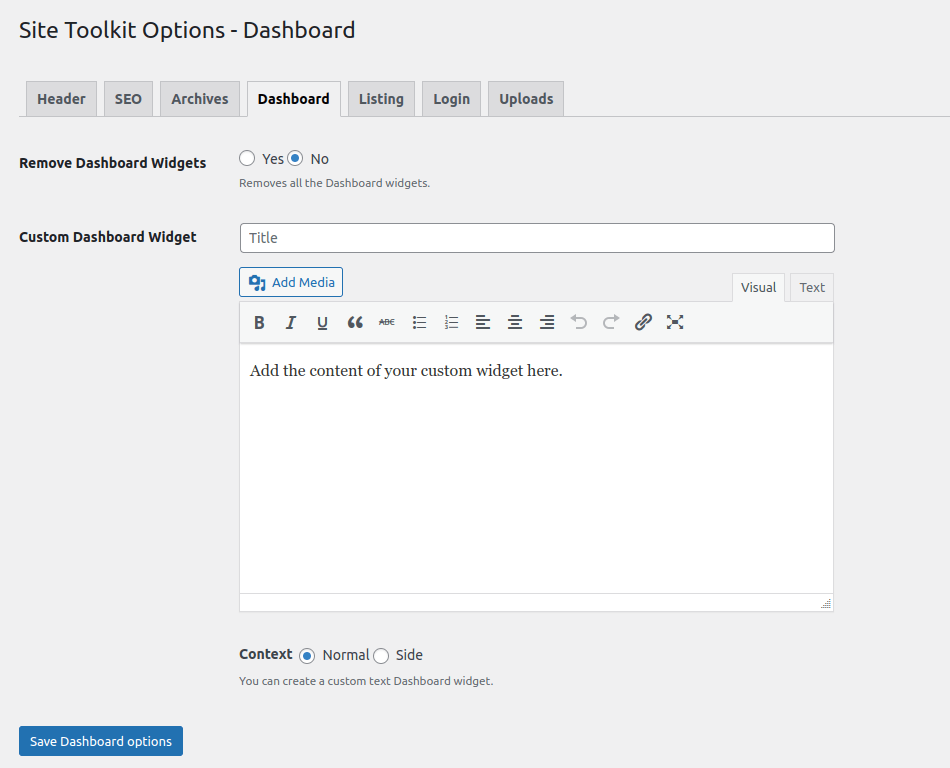 Site Toolkit Options - Dashboard
Header SEO Archives Dashboard Listing Login Uploads
Remove Dashboard Widgets Yes No
Removes all the Dashboard widgets.
Custom Dashboard Widget Title
Add Media Visual Text
B I U ABC
Add the content of your custom widget here.
Context Normal Side
You can create a custom text Dashboard widget.
Save Dashboard options